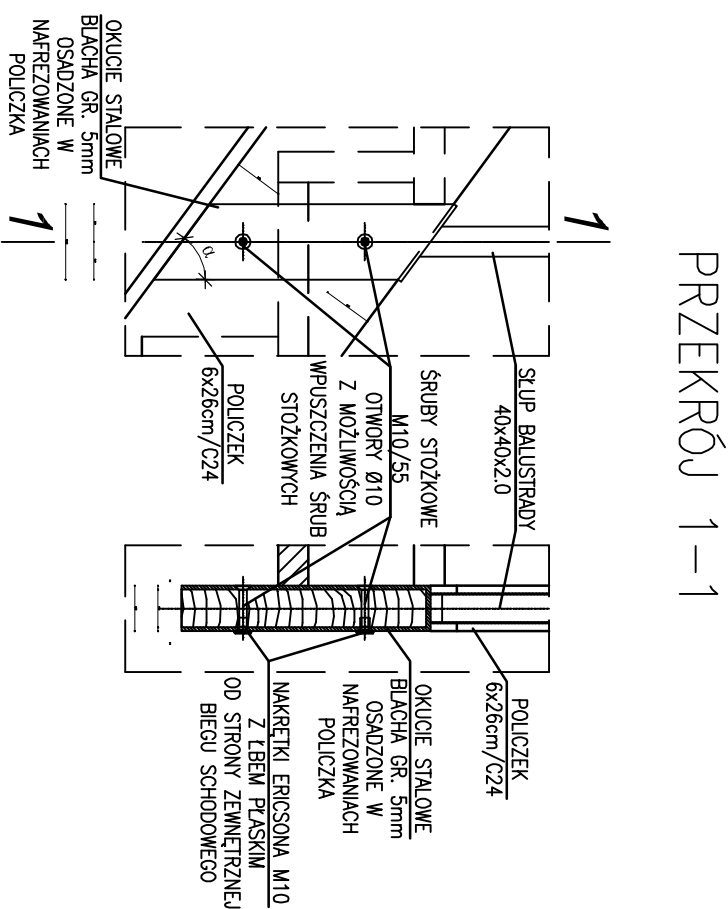 PRZEKRÓJ 1-1
1
1
SŁUP BALUSTRADY
40x40x2.0
ŚRUBY STOŻKOWE
M10/55
OTWORY Ø10
Z MOŻLIWOŚCIĄ
WPUSZCZENIA ŚRUB
STOŻKOWYCH
POLICZEK
6x26cm/C24
OKUCIE STALOWE
BLACHA GR. 5mm
OSADZONE W
NAFREZOWANIACH
POLICZKA
α
POLICZEK
6x26cm/C24
OKUCIE STALOWE
BLACHA GR. 5mm
OSADZONE W
NAFREZOWANIACH
POLICZKA
NAKRĘTKI ERICSONA M10
Z ŁBEM PŁASKIM
OD STRONY ZEWNĘTRZNEJ
BIEGU SCHODOWEGO